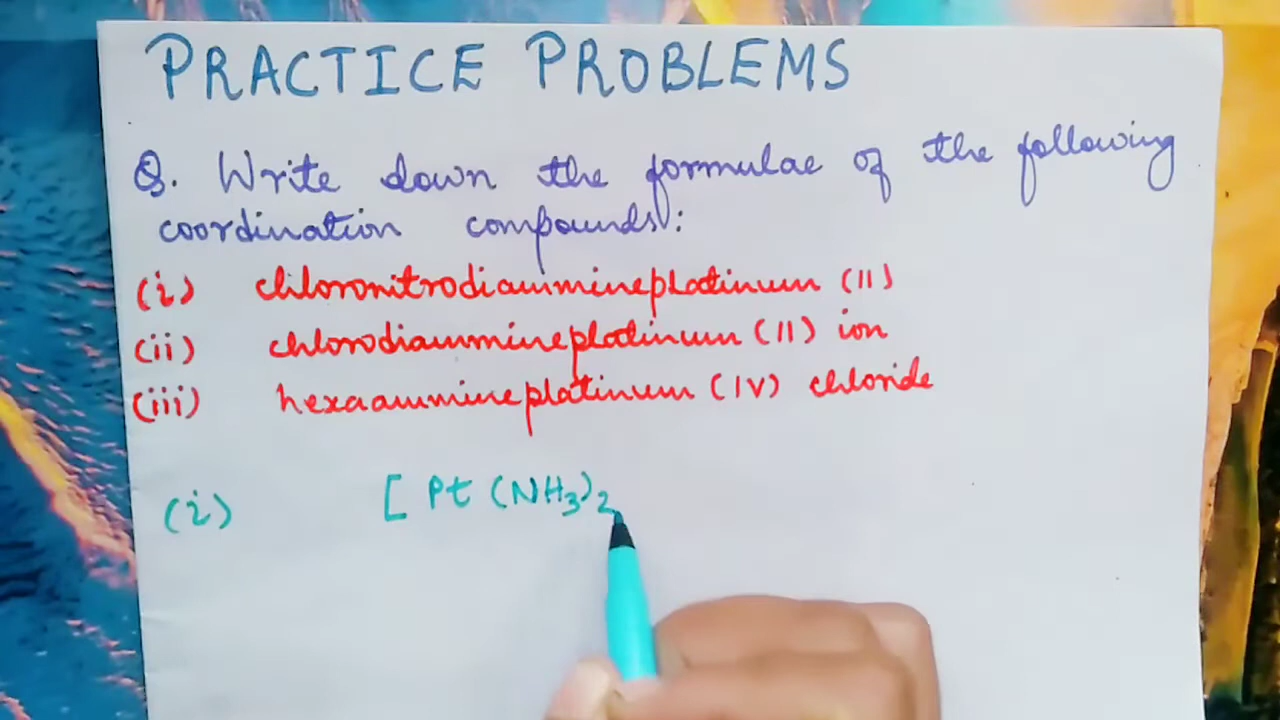 PRACTICE PROBLEMS
Q. Write down the formulae of the following
coordination compounds:
(i) chloronitrodiammineplatinum (II)
(ii) chlorodiammineplatinum (II) ion
(iii) hexaammineplatinum (IV) chloride
(i) [ Pt (NH3)2